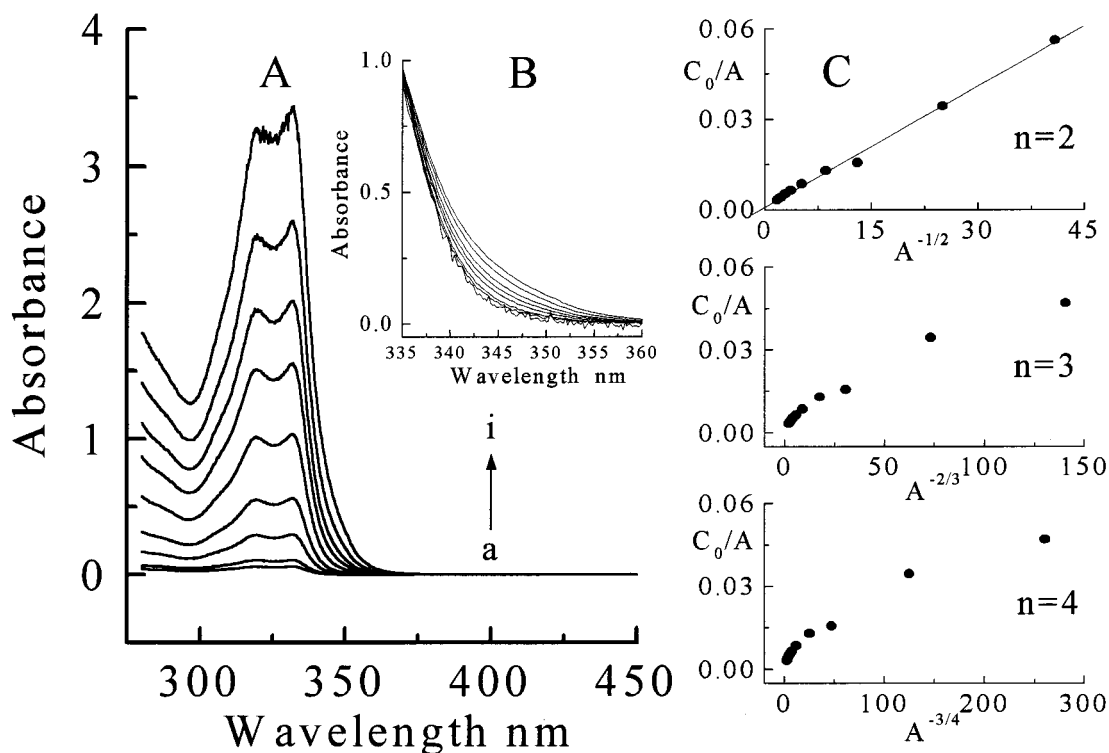 A
4
3
2
1
0
Absorbance
300
350
400
450
Wavelength nm
i
a
B
1.0
0.5
0.0
Absorbance
335
340
345
350
355
360
Wavelength nm
C
0.06
C₀/A
0.03
0.00
n=2
0
15
30
45
A⁻¹/²
0.06
C₀/A
0.03
0.00
n=3
0
50
100
150
A⁻²/³
0.06
C₀/A
0.03
0.00
n=4
0
100
200
300
A⁻³/⁴